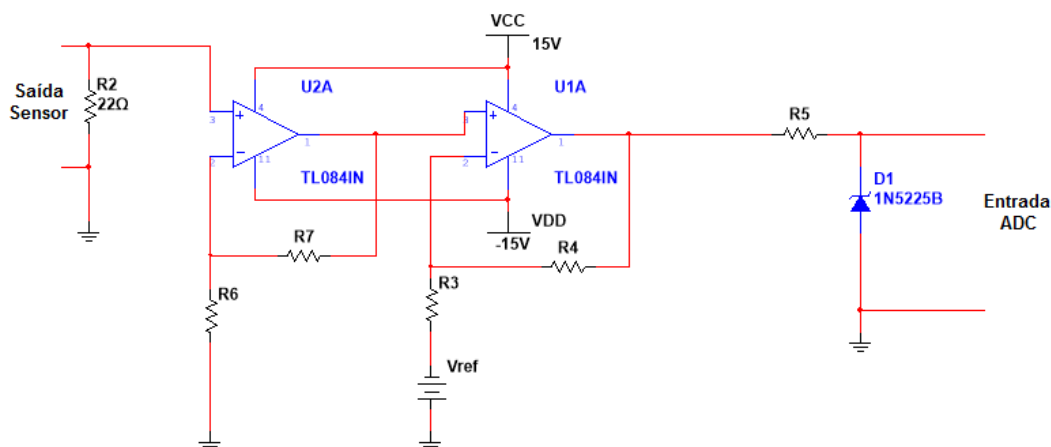 VCC
15V
Saída
Sensor
R2
22Ω
U2A
3
2
4
11
1
TL084IN
U1A
3
2
4
11
1
TL084IN
VDD
-15V
R5
D1
1N5225B
Entrada
ADC
R7
R4
R6
R3
Vref